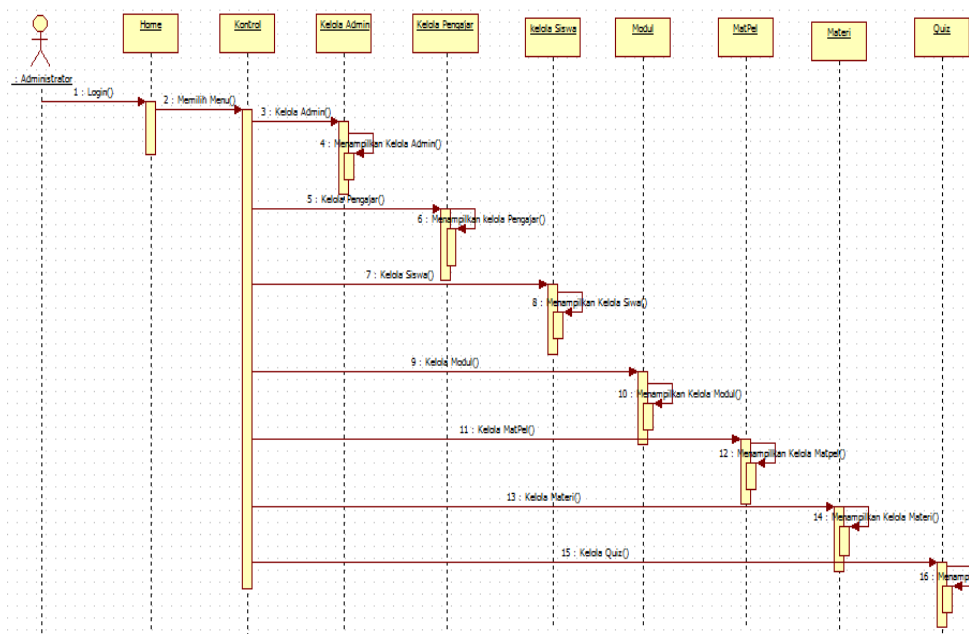 Home
Kontrol
Kelola Admin
Kelola Pengajar
kelola Siswa
Modul
MatPel
Materi
Quiz
: Administrator
1 : Login()
2 : Memilih Menu()
3 : Kelola Admin()
4 : Menampilkan Kelola Admin()
5 : Kelola Pengajar()
6 : Menampilkan kelola Pengajar()
7 : Kelola Siswa()
8 : Menampilkan Kelola Siwa()
9 : Kelola Modul()
10 : Menampilkan Kelola Modul()
11 : Kelola MatPel()
12 : Menampilkan Kelola Matpel()
13 : Kelola Materi()
14 : Menampilkan Kelola Materi()
15 : Kelola Quiz()
16 : Menamp